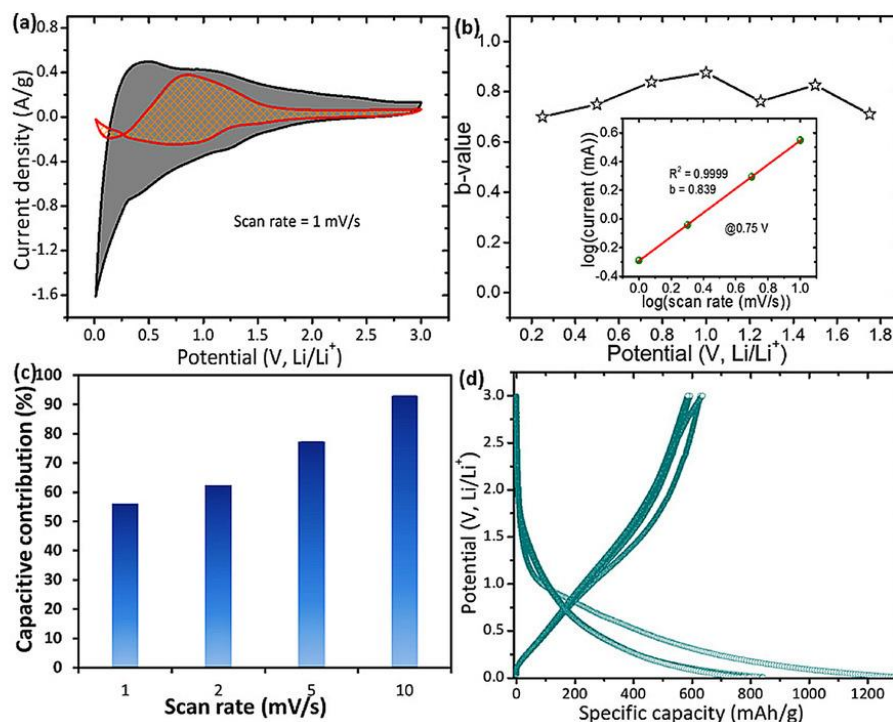 (a)
Current density (A/g)
0.8
0.4
0.0
-0.4
-0.8
-1.2
-1.6
Scan rate = 1 mV/s
0.0 0.5 1.0 1.5 2.0 2.5 3.0
Potential (V, Li/Li⁺)
(b)
b-value
1.0
0.8
0.6
0.4
0.2
0.0
log(current (mA))
0.6
0.4
0.2
0.0
-0.2
-0.4
R² = 0.9999
b = 0.839
@0.75 V
0.0 0.2 0.4 0.6 0.8 1.0
log(scan rate (mV/s))
0.2 0.4 0.6 0.8 1.0 1.2 1.4 1.6 1.8
Potential (V, Li/Li⁺)
(c)
Capacitive contribution (%)
100
90
80
70
60
50
40
30
20
10
0
1 2 5 10
Scan rate (mV/s)
(d)
Potential (V, Li/Li⁺)
3.0
2.5
2.0
1.5
1.0
0.5
0.0
0 200 400 600 800 1000 1200
Specific capacity (mAh/g)